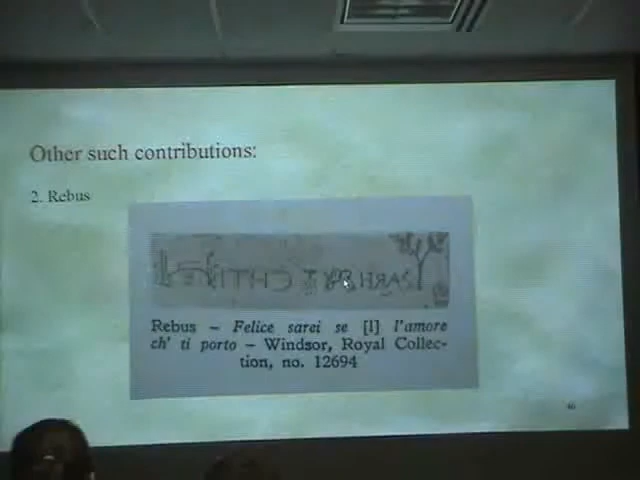 Other such contributions:
2. Rebus
Rebus – Felice sarei se [l] l'amore
ch' ti porto – Windsor, Royal Collec-
tion, no. 12694